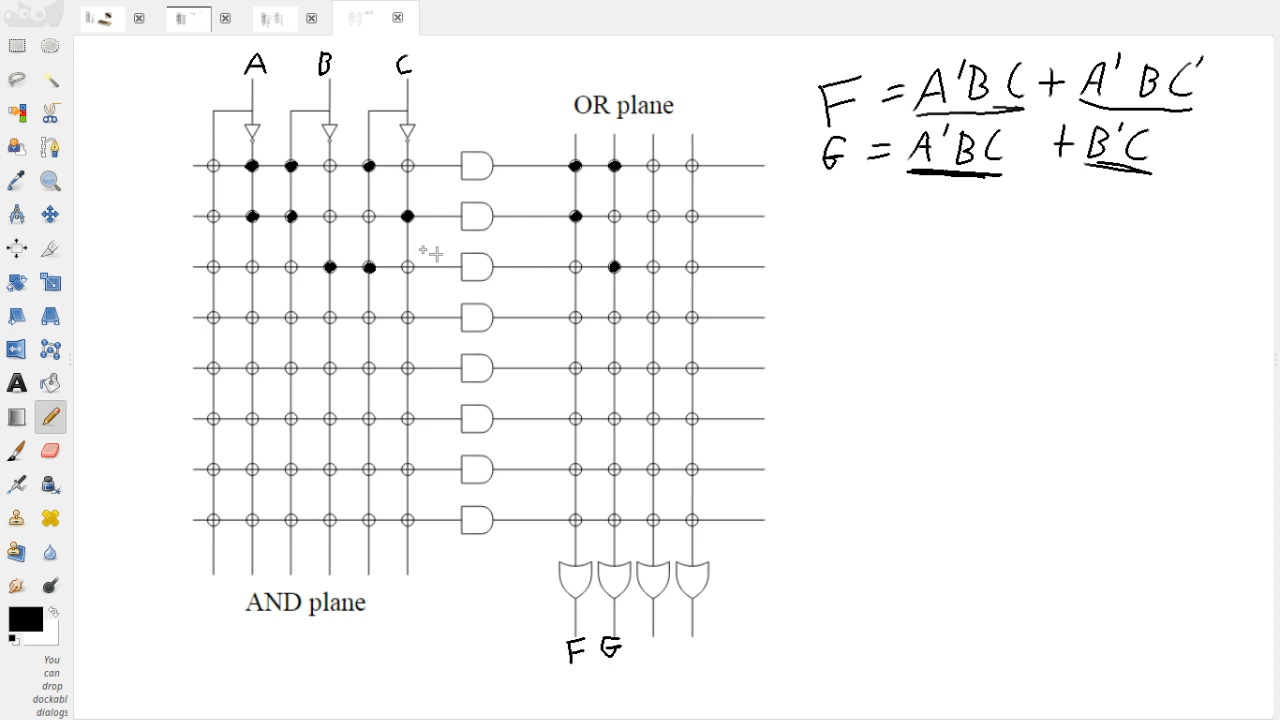 A B C
OR plane
F = A'BC + A'BC'
G = A'BC + B'C
AND plane
F G
You
can
drop
dockabl
dialogs